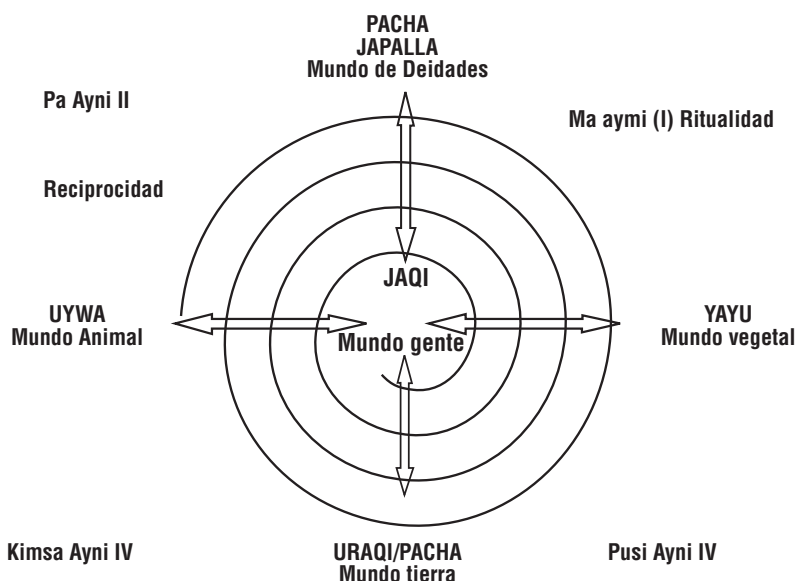 PACHA
JAPALLA
Mundo de Deidades
Pa Ayni II
Ma aymi (I) Ritualidad
Reciprocidad
JAQI
UYWA
Mundo Animal
Mundo gente
YAYU
Mundo vegetal
Kimsa Ayni IV
URAQI/PACHA
Mundo tierra
Pusi Ayni IV